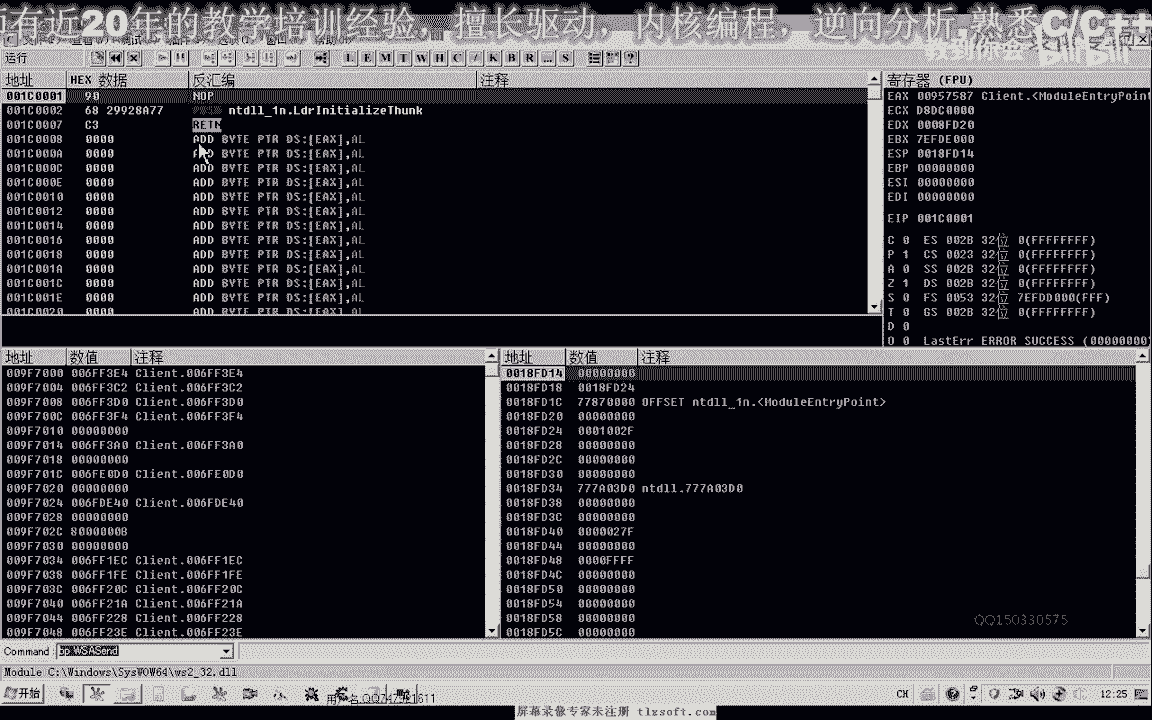 有近20年的教学培训经验，擅长驱动，内核编程，逆向分析,熟悉C/C++
教到你会
运行
L E M T W H C / K B R ... S
地址 HEX 数据 反汇编 注释
001C0001 90 NOP
001C0002 68 29928A77 ntdll_1n.LdrInitializeThunk
001C0007 C3 RETN
001C0008 0000 ADD BYTE PTR DS:[EAX],AL
001C000A 0000 ADD BYTE PTR DS:[EAX],AL
001C000C 0000 ADD BYTE PTR DS:[EAX],AL
001C000E 0000 ADD BYTE PTR DS:[EAX],AL
001C0010 0000 ADD BYTE PTR DS:[EAX],AL
001C0012 0000 ADD BYTE PTR DS:[EAX],AL
001C0014 0000 ADD BYTE PTR DS:[EAX],AL
001C0016 0000 ADD BYTE PTR DS:[EAX],AL
001C0018 0000 ADD BYTE PTR DS:[EAX],AL
001C001A 0000 ADD BYTE PTR DS:[EAX],AL
001C001C 0000 ADD BYTE PTR DS:[EAX],AL
001C001E 0000 ADD BYTE PTR DS:[EAX],AL
001C0020 0000 ADD BYTE PTR DS:[EAX],AL
寄存器 (FPU)
EAX 00957587 Client.<ModuleEntryPoint
ECX D8DC0000
EDX 0008FD20
EBX 7EFDE000
ESP 0018FD14
EBP 00000000
ESI 00000000
EDI 00000000
EIP 001C0001
C 0 ES 002B 32位 0(FFFFFFFF)
P 1 CS 0023 32位 0(FFFFFFFF)
A 0 SS 002B 32位 0(FFFFFFFF)
Z 1 DS 002B 32位 0(FFFFFFFF)
S 0 FS 0053 32位 7EFDD000(FFF)
T 0 GS 002B 32位 0(FFFFFFFF)
D 0
O 0 LastErr ERROR_SUCCESS (00000000)
地址 数值 注释
009F7000 006FF3E4 Client.006FF3E4
009F7004 006FF3C2 Client.006FF3C2
009F7008 006FF3D0 Client.006FF3D0
009F700C 006FF3F4 Client.006FF3F4
009F7010 00000000
009F7014 006FF3A0 Client.006FF3A0
009F7018 00000000
009F701C 006FE0D0 Client.006FE0D0
009F7020 00000000
009F7024 006FDE40 Client.006FDE40
009F7028 00000000
009F702C 8000000B
009F7030 00000000
009F7034 006FF1EC Client.006FF1EC
009F7038 006FF1FE Client.006FF1FE
009F703C 006FF20C Client.006FF20C
009F7040 006FF21A Client.006FF21A
009F7044 006FF228 Client.006FF228
009F7048 006FF23E Client.006FF23E
地址 数值 注释
0018FD14 00000000
0018FD18 0018FD24
0018FD1C 77870000 OFFSET ntdll_1n.<ModuleEntryPoint>
0018FD20 00000000
0018FD24 0001002F
0018FD28 00000000
0018FD2C 00000000
0018FD30 00000000
0018FD34 777A03D0 ntdll.777A03D0
0018FD38 00000000
0018FD3C 00000000
0018FD40 0000027F
0018FD44 00000000
0018FD48 0000FFFF
0018FD4C 00000000
0018FD50 00000000
0018FD54 00000000
0018FD58 00000000
0018FD5C 00000000
QQ150330575
Command bp WSASend
Module C:\Windows\SysWOW64\ws2_32.dll
开始
CH
12:25
屏幕录像专家未注册 tlxsoft.com